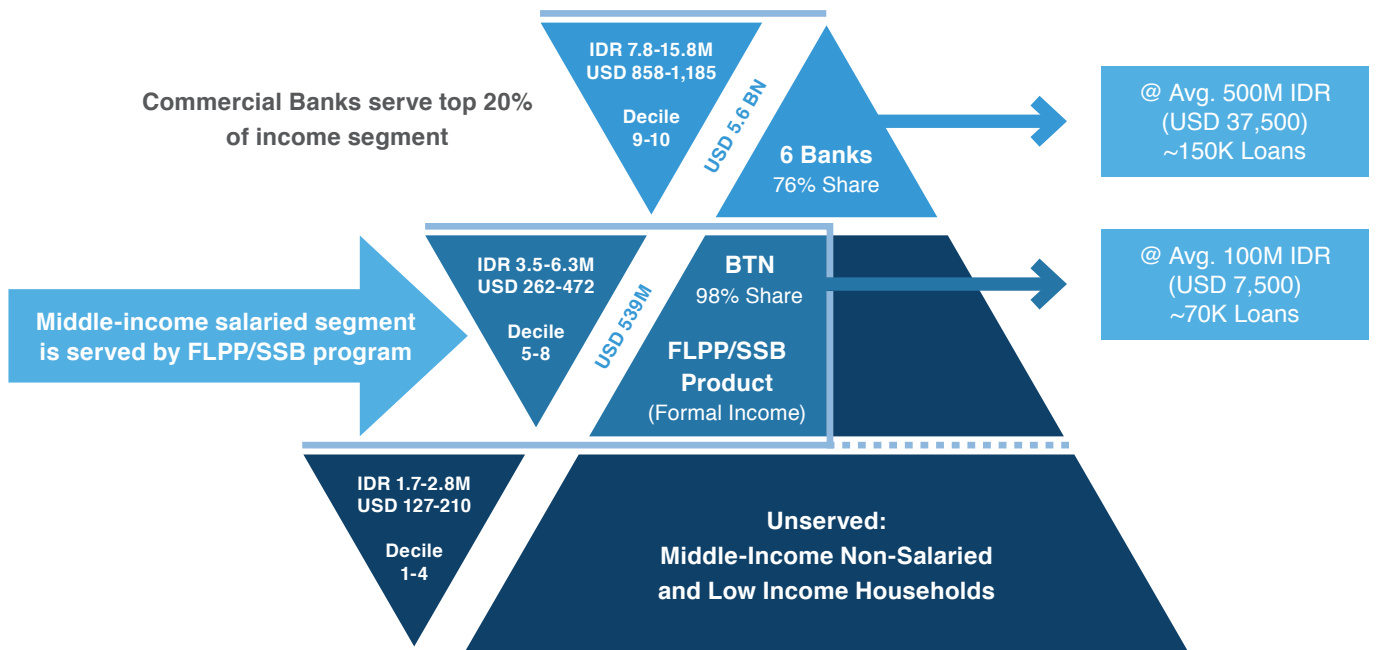 Commercial Banks serve top 20%
of income segment
IDR 7.8-15.8M
USD 858-1,185
Decile
9-10
USD 5.6 BN
6 Banks
76% Share
@ Avg. 500M IDR
(USD 37,500)
~150K Loans
Middle-income salaried segment
is served by FLPP/SSB program
IDR 3.5-6.3M
USD 262-472
Decile
5-8
USD 539M
BTN
98% Share
FLPP/SSB
Product
(Formal Income)
@ Avg. 100M IDR
(USD 7,500)
~70K Loans
IDR 1.7-2.8M
USD 127-210
Decile
1-4
Unserved:
Middle-Income Non-Salaried
and Low Income Households